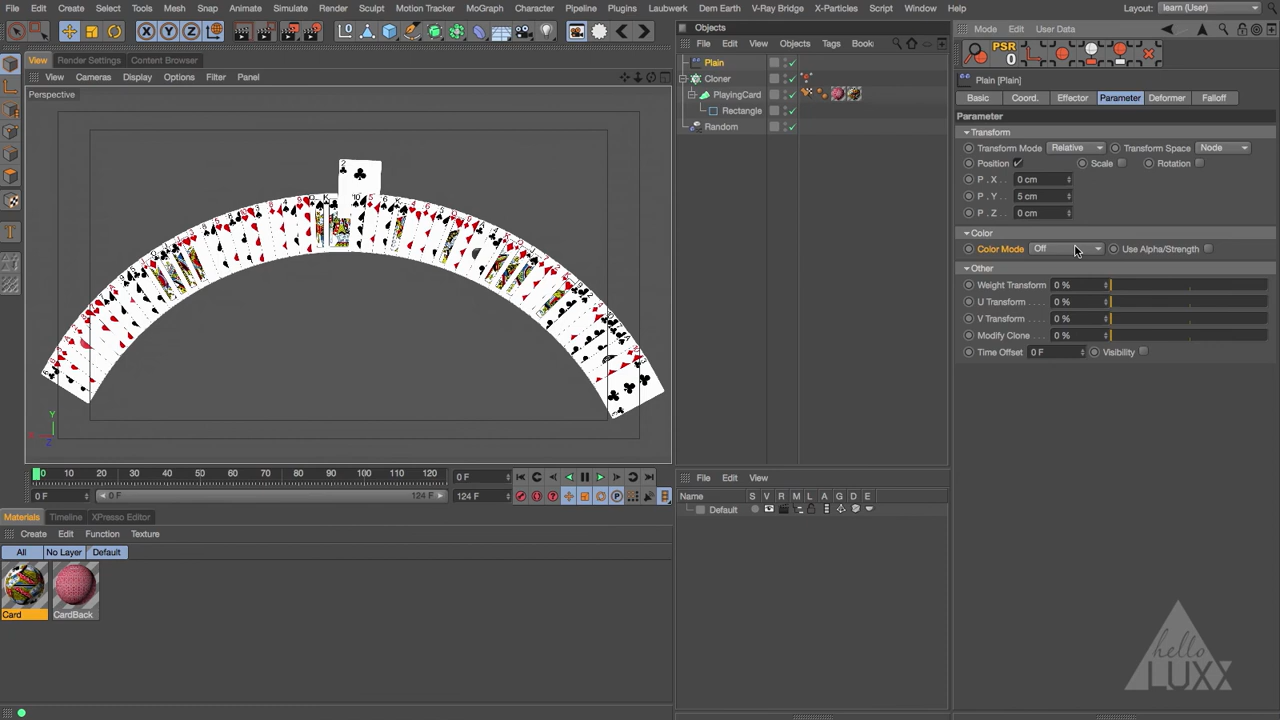 File Edit Create Select Tools Mesh Snap Animate Simulate Render Sculpt Motion Tracker MoGraph Character Pipeline Plugins Laubwerk Dem Earth V-Ray Bridge X-Particles Script Window Help Layout: learn (User)
View Render Settings Content Browser
View Cameras Display Options Filter Panel
Perspective
0 10 20 30 40 50 60 70 80 90 100 110 120 0 F
0 F 0 F 124 F 124 F
Materials Timeline XPresso Editor
Create Edit Function Texture
All No Layer Default
Card CardBack
Objects
File Edit View Objects Tags Book
Plain
Cloner
PlayingCard
Rectangle
Random
File Edit View
Name S V R M L A G D E
Default
Mode Edit User Data
PSR
0
Plain [Plain]
Basic Coord. Effector Parameter Deformer Falloff
Parameter
Transform
Transform Mode Relative Transform Space Node
Position Scale Rotation
P . X 0 cm
P . Y 5 cm
P . Z 0 cm
Color
Color Mode Off Use Alpha/Strength
Other
Weight Transform 0 %
U Transform 0 %
V Transform 0 %
Modify Clone 0 %
Time Offset 0 F Visibility
hello
LUXX